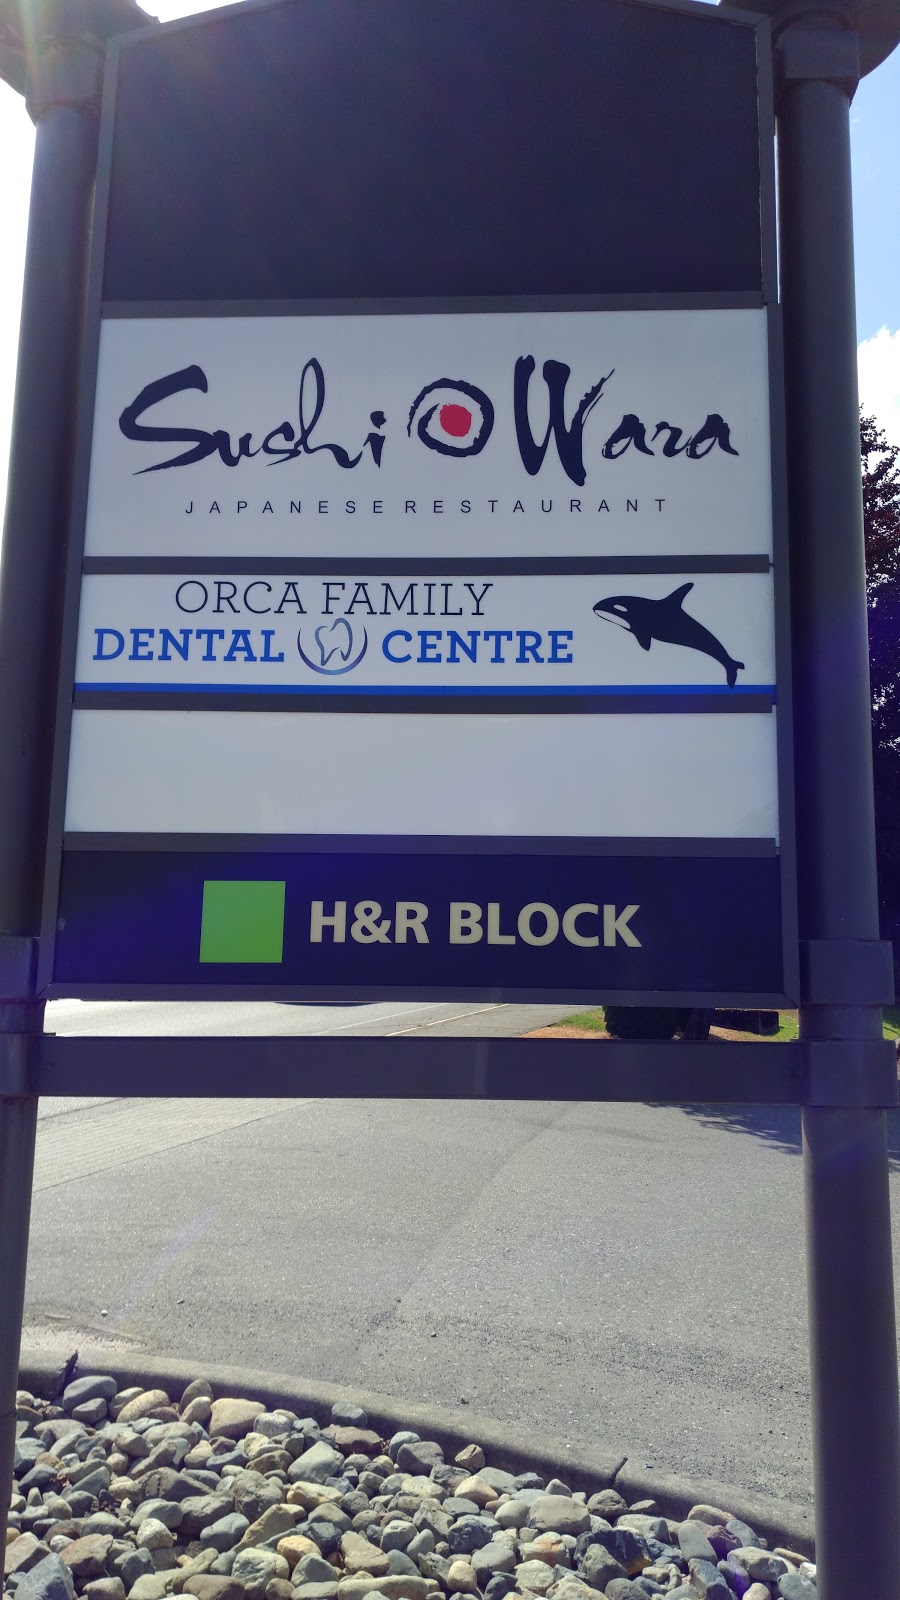 Sushi Wara
JAPANESE RESTAURANT
ORCA FAMILY
DENTAL CENTRE
H&R BLOCK